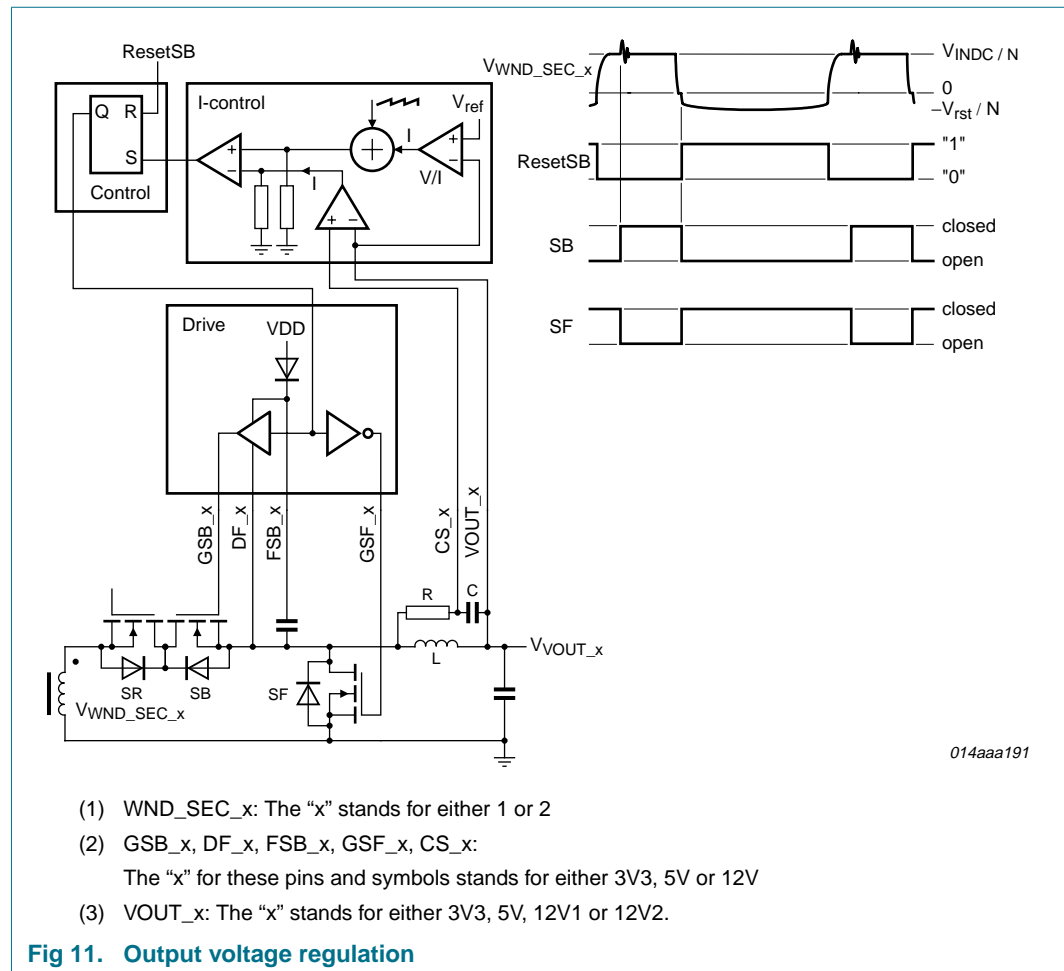 ResetSB
I-control
Q R
S
Control
V/I
I
Vref
+
−
+
−
I
+ −
+
−
Drive
VDD
GSB_x
DF_x
FSB_x
GSF_x
CS_x
VOUT_x
R
C
L
VVOUT_x
SR
SB
SF
VWND_SEC_x
VWND_SEC_x
VINDC / N
0
−Vrst / N
ResetSB
"1"
"0"
SB
closed
open
SF
closed
open
014aaa191
(1) WND_SEC_x: The “x” stands for either 1 or 2
(2) GSB_x, DF_x, FSB_x, GSF_x, CS_x:
The “x” for these pins and symbols stands for either 3V3, 5V or 12V
(3) VOUT_x: The “x” stands for either 3V3, 5V, 12V1 or 12V2.
Fig 11. Output voltage regulation